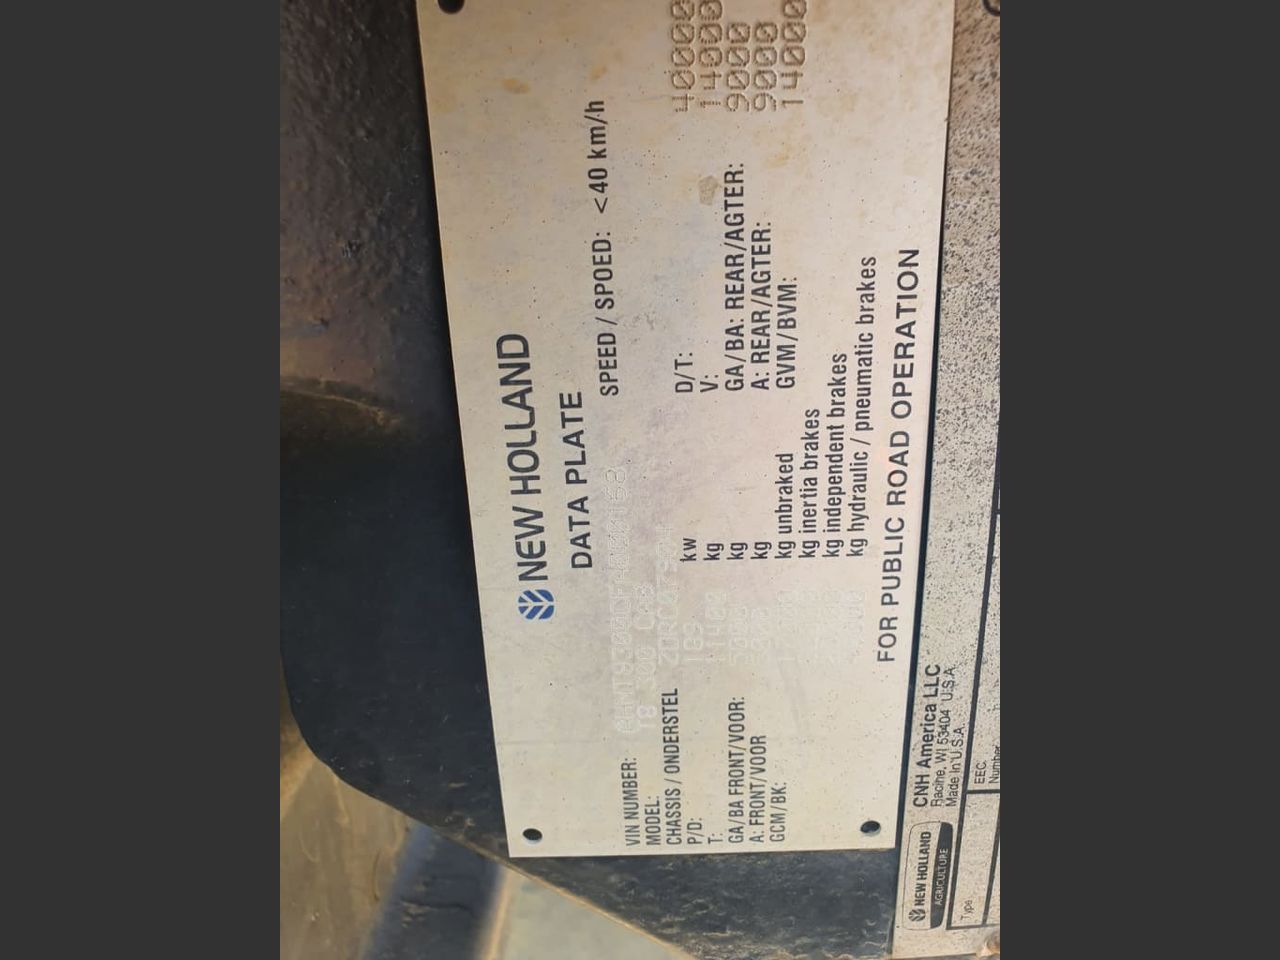 NEW HOLLAND
DATA PLATE
SPEED / SPOED: <40 km/h
VIN NUMBER:
MODEL: T8 300 CAB
CHASSIS / ONDERSTEL
P/D: kw D/T: 40000
T: kg V: 14000
GA/BA FRONT/VOOR: kg GA/BA: REAR/AGTER: 9000
A: FRONT/VOOR kg A: REAR/AGTER: 9000
GCM/BK: kg unbraked GVM/BVM: 14000
kg inertia brakes
kg independent brakes
kg hydraulic / pneumatic brakes
FOR PUBLIC ROAD OPERATION
NEW HOLLAND
AGRICULTURE
CNH America LLC
Racine, WI 53404 U.S.A.
Made In U.S.A.
Type
EEC
Number